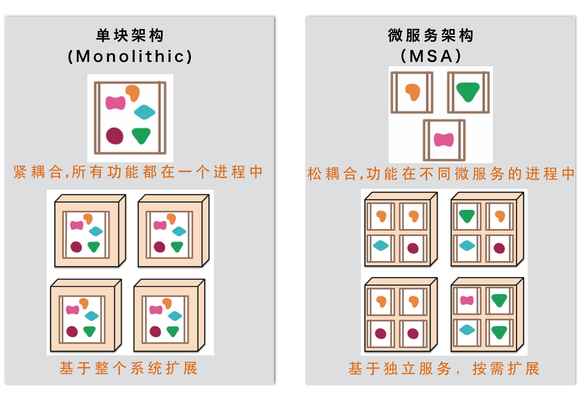 单块架构
(Monolithic)
紧耦合,所有功能都在一个进程中
基于整个系统扩展
微服务架构
(MSA)
松耦合,功能在不同微服务的进程中
基于独立服务，按需扩展